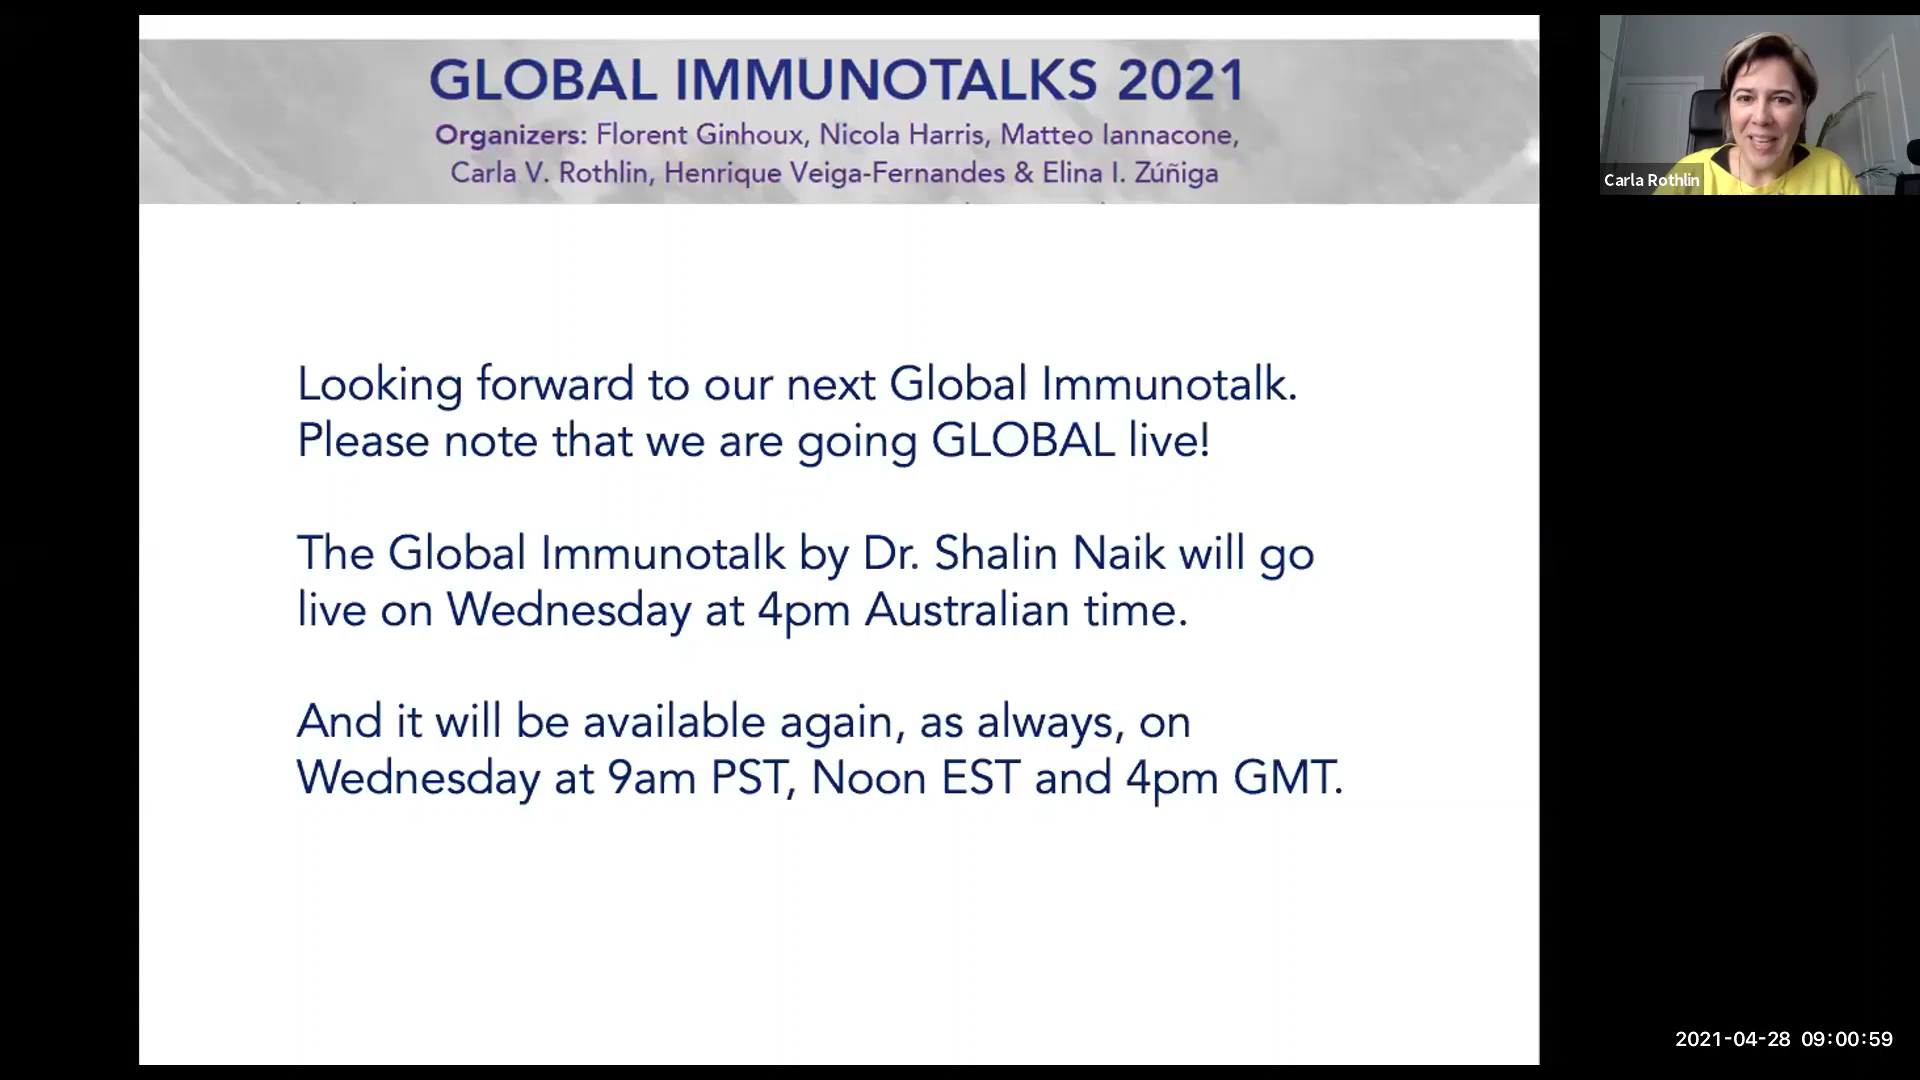 GLOBAL IMMUNOTALKS 2021
Organizers: Florent Ginhoux, Nicola Harris, Matteo Iannacone,
Carla V. Rothlin, Henrique Veiga-Fernandes & Elina I. Zúñiga
Carla Rothlin
Looking forward to our next Global Immunotalk.
Please note that we are going GLOBAL live!
The Global Immunotalk by Dr. Shalin Naik will go
live on Wednesday at 4pm Australian time.
And it will be available again, as always, on
Wednesday at 9am PST, Noon EST and 4pm GMT.
2021-04-28 09:00:59